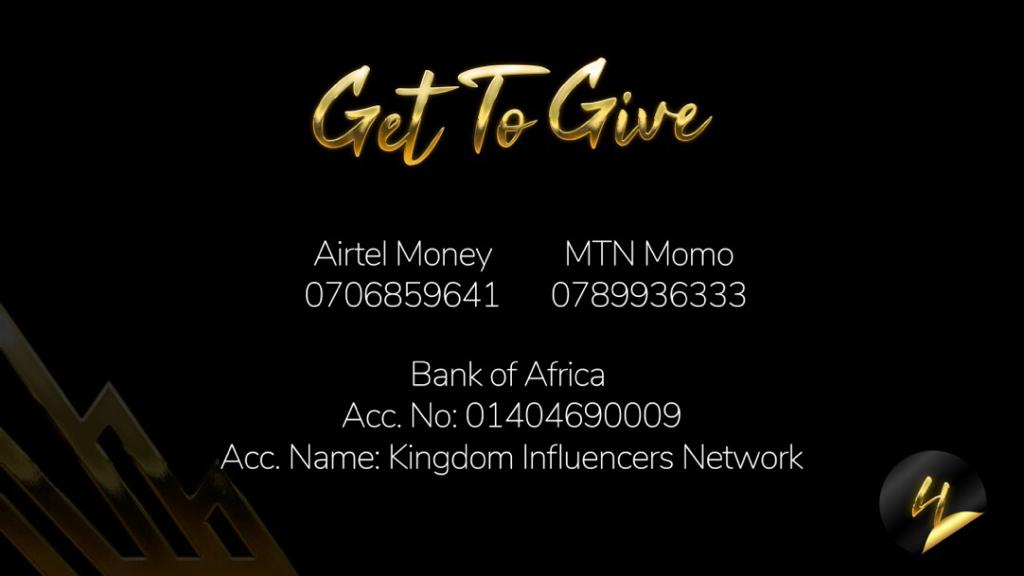 Get To Give
Airtel Money
0706859641
MTN Momo
0789936333
Bank of Africa
Acc. No: 01404690009
Acc. Name: Kingdom Influencers Network